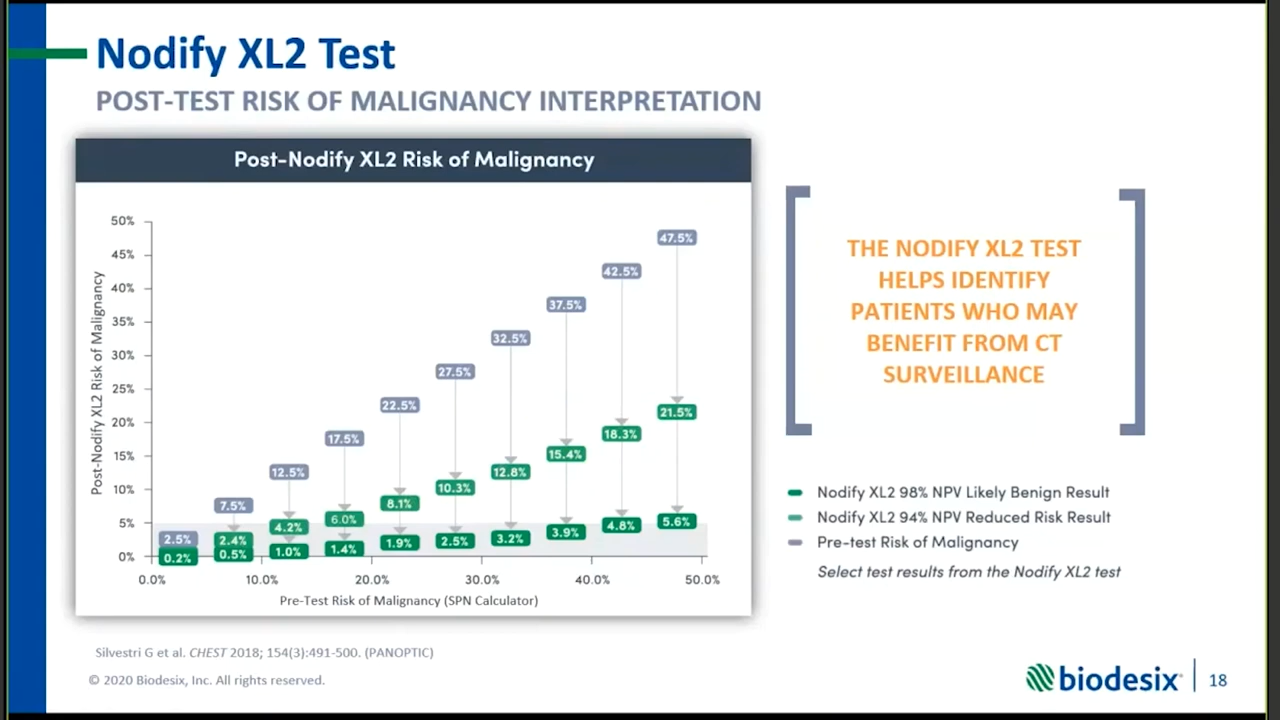 Nodify XL2 Test
POST-TEST RISK OF MALIGNANCY INTERPRETATION
Post-Nodify XL2 Risk of Malignancy
Post-Nodify XL2 Risk of Malignancy
50%
45%
40%
35%
30%
25%
20%
15%
10%
5%
0%
47.5%
42.5%
37.5%
32.5%
27.5%
22.5%
17.5%
12.5%
7.5%
2.5%
21.5%
18.3%
15.4%
12.8%
10.3%
8.1%
6.0%
4.2%
2.4%
0.2%
0.5%
1.0%
1.4%
1.9%
2.5%
3.2%
3.9%
4.8%
5.6%
0.0%
10.0%
20.0%
30.0%
40.0%
50.0%
Pre-Test Risk of Malignancy (SPN Calculator)
THE NODIFY XL2 TEST
HELPS IDENTIFY
PATIENTS WHO MAY
BENEFIT FROM CT
SURVEILLANCE
Nodify XL2 98% NPV Likely Benign Result
Nodify XL2 94% NPV Reduced Risk Result
Pre-test Risk of Malignancy
Select test results from the Nodify XL2 test
Silvestri G et al. CHEST 2018; 154(3):491-500. (PANOPTIC)
© 2020 Biodesix, Inc. All rights reserved.
biodesix
18